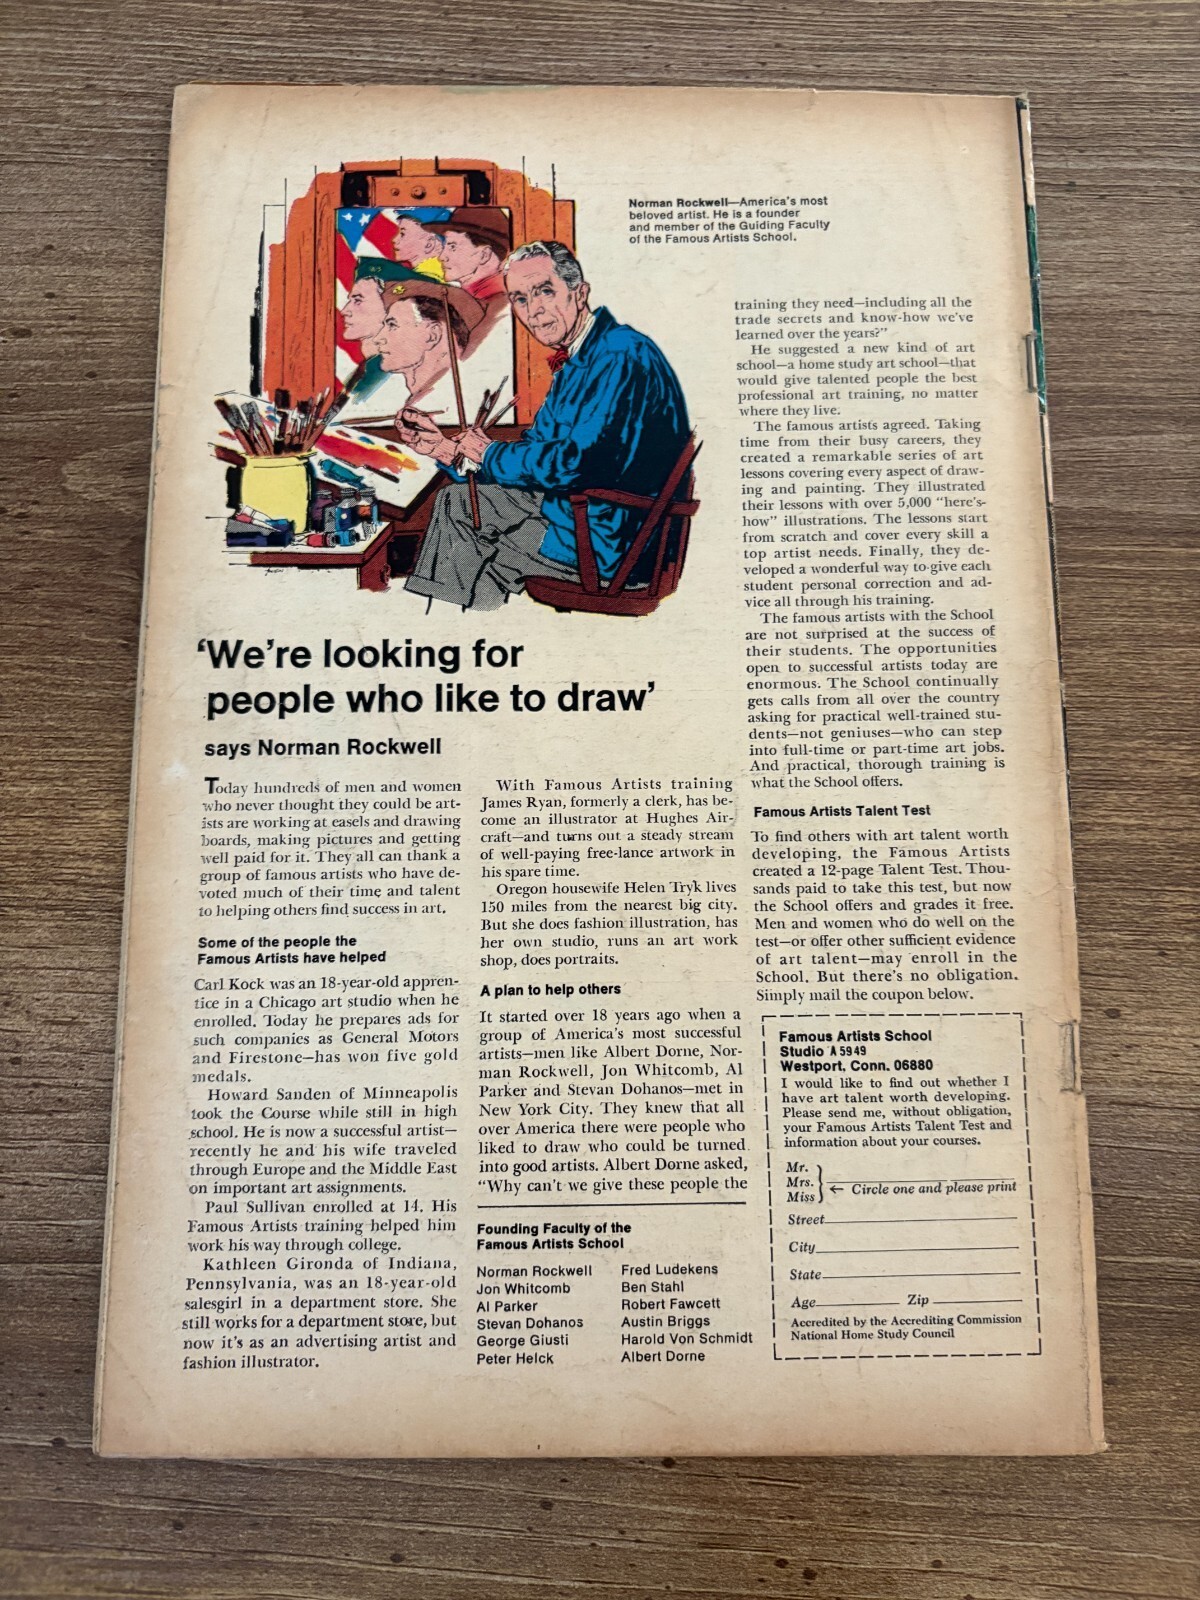 Norman Rockwell—America's most
beloved artist. He is a founder
and member of the Guiding Faculty
of the Famous Artists School.
'We're looking for
people who like to draw'
says Norman Rockwell
Today hundreds of men and women
who never thought they could be art-
ists are working at easels and drawing
boards, making pictures and getting
well paid for it. They all can thank a
group of famous artists who have de-
voted much of their time and talent
to helping others find success in art.
Some of the people the
Famous Artists have helped
Carl Kock was an 18-year-old appren-
tice in a Chicago art studio when he
enrolled. Today he prepares ads for
such companies as General Motors
and Firestone—has won five gold
medals.
Howard Sanden of Minneapolis
took the Course while still in high
school. He is now a successful artist—
recently he and his wife traveled
through Europe and the Middle East
on important art assignments.
Paul Sullivan enrolled at 14. His
Famous Artists training helped him
work his way through college.
Kathleen Gironda of Indiana,
Pennsylvania, was an 18-year-old
salesgirl in a department store. She
still works for a department store, but
now it's as an advertising artist and
fashion illustrator.
With Famous Artists training
James Ryan, formerly a clerk, has be-
come an illustrator at Hughes Air-
craft—and turns out a steady stream
of well-paying free-lance artwork in
his spare time.
Oregon housewife Helen Tryk lives
150 miles from the nearest big city.
But she does fashion illustration, has
her own studio, runs an art work
shop, does portraits.
A plan to help others
It started over 18 years ago when a
group of America's most successful
artists—men like Albert Dorne, Nor-
man Rockwell, Jon Whitcomb, Al
Parker and Stevan Dohanos—met in
New York City. They knew that all
over America there were people who
liked to draw who could be turned
into good artists. Albert Dorne asked,
"Why can't we give these people the
training they need—including all the
trade secrets and know-how we've
learned over the years?"
He suggested a new kind of art
school—a home study art school—that
would give talented people the best
professional art training, no matter
where they live.
The famous artists agreed. Taking
time from their busy careers, they
created a remarkable series of art
lessons covering every aspect of draw-
ing and painting. They illustrated
their lessons with over 5,000 "here's-
how" illustrations. The lessons start
from scratch and cover every skill a
top artist needs. Finally, they de-
veloped a wonderful way to give each
student personal correction and ad-
vice all through his training.
The famous artists with the School
are not surprised at the success of
their students. The opportunities
open to successful artists today are
enormous. The School continually
gets calls from all over the country
asking for practical well-trained stu-
dents—not geniuses—who can step
into full-time or part-time art jobs.
And practical, thorough training is
what the School offers.
Famous Artists Talent Test
To find others with art talent worth
developing, the Famous Artists
created a 12-page Talent Test. Thou-
sands paid to take this test, but now
the School offers and grades it free.
Men and women who do well on the
test—or offer other sufficient evidence
of art talent—may enroll in the
School. But there's no obligation.
Simply mail the coupon below.
Founding Faculty of the
Famous Artists School
Norman Rockwell
Jon Whitcomb
Al Parker
Stevan Dohanos
George Giusti
Peter Helck
Fred Ludekens
Ben Stahl
Robert Fawcett
Austin Briggs
Harold Von Schmidt
Albert Dorne
Famous Artists School
Studio A5949
Westport, Conn. 06880
I would like to find out whether I
have art talent worth developing.
Please send me, without obligation,
your Famous Artists Talent Test and
information about your courses.
Mr.
Mrs.
Miss
← Circle one and please print
Street
City
State
Age Zip
Accredited by the Accrediting Commission
National Home Study Council